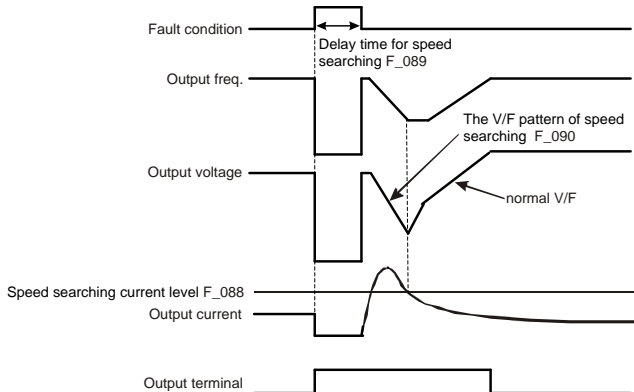 Fault condition
Delay time for speed
searching F_089
Output freq.
The V/F pattern of speed
searching F_090
Output voltage
normal V/F
Speed searching current level F_088
Output current
Output terminal